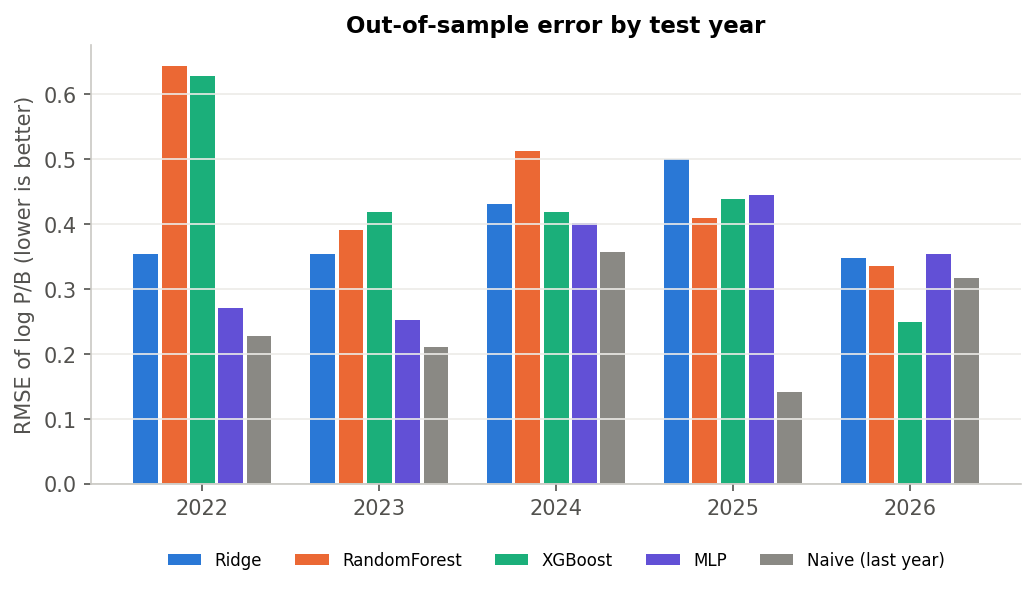 Out-of-sample error by test year
RMSE of log P/B (lower is better)
0.6
0.5
0.4
0.3
0.2
0.1
0.0
2022 2023 2024 2025 2026
Ridge RandomForest XGBoost MLP Naive (last year)